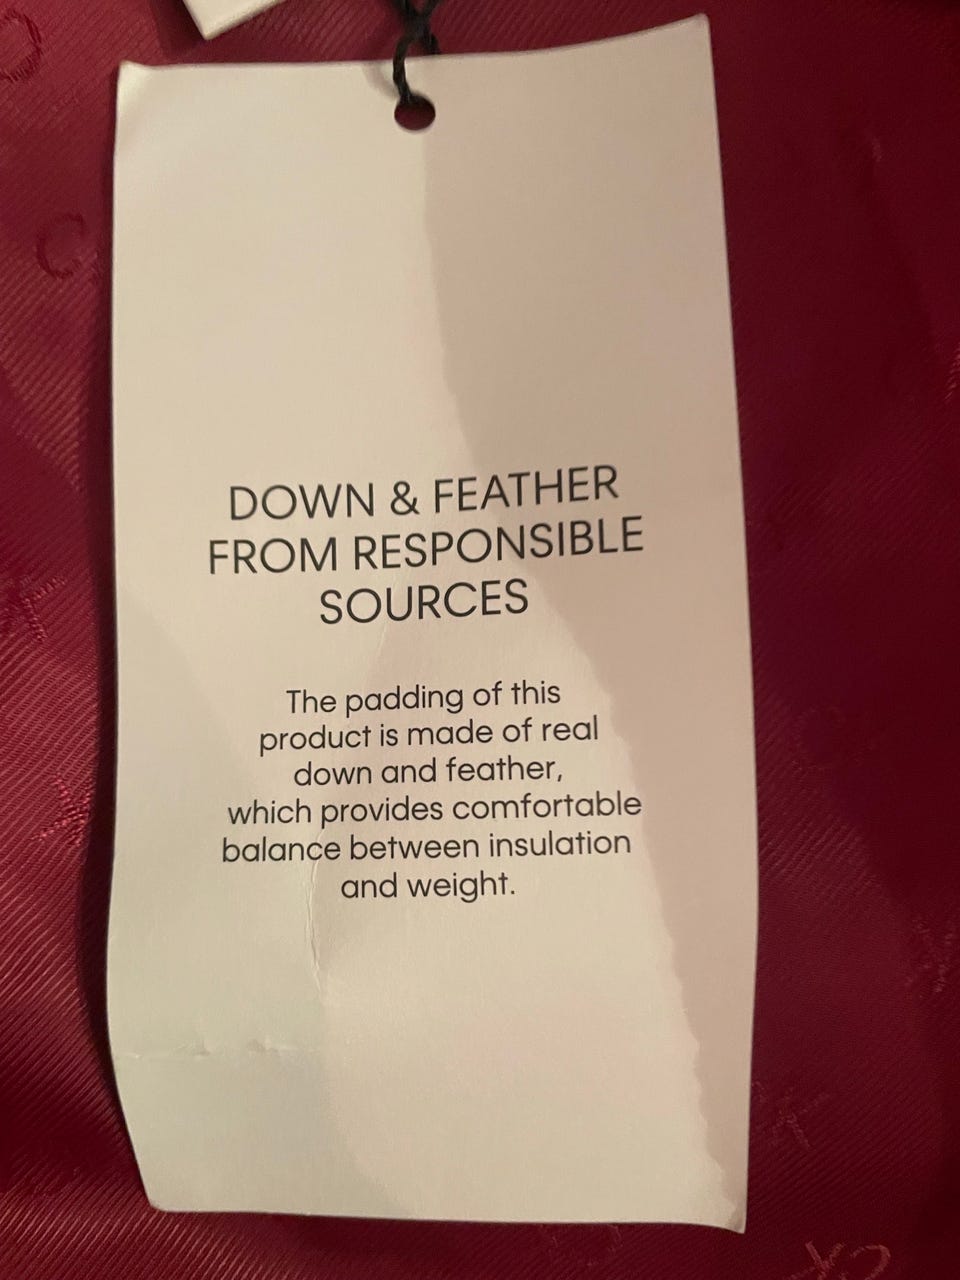 DOWN & FEATHER
FROM RESPONSIBLE
SOURCES
The padding of this
product is made of real
down and feather,
which provides comfortable
balance between insulation
and weight.